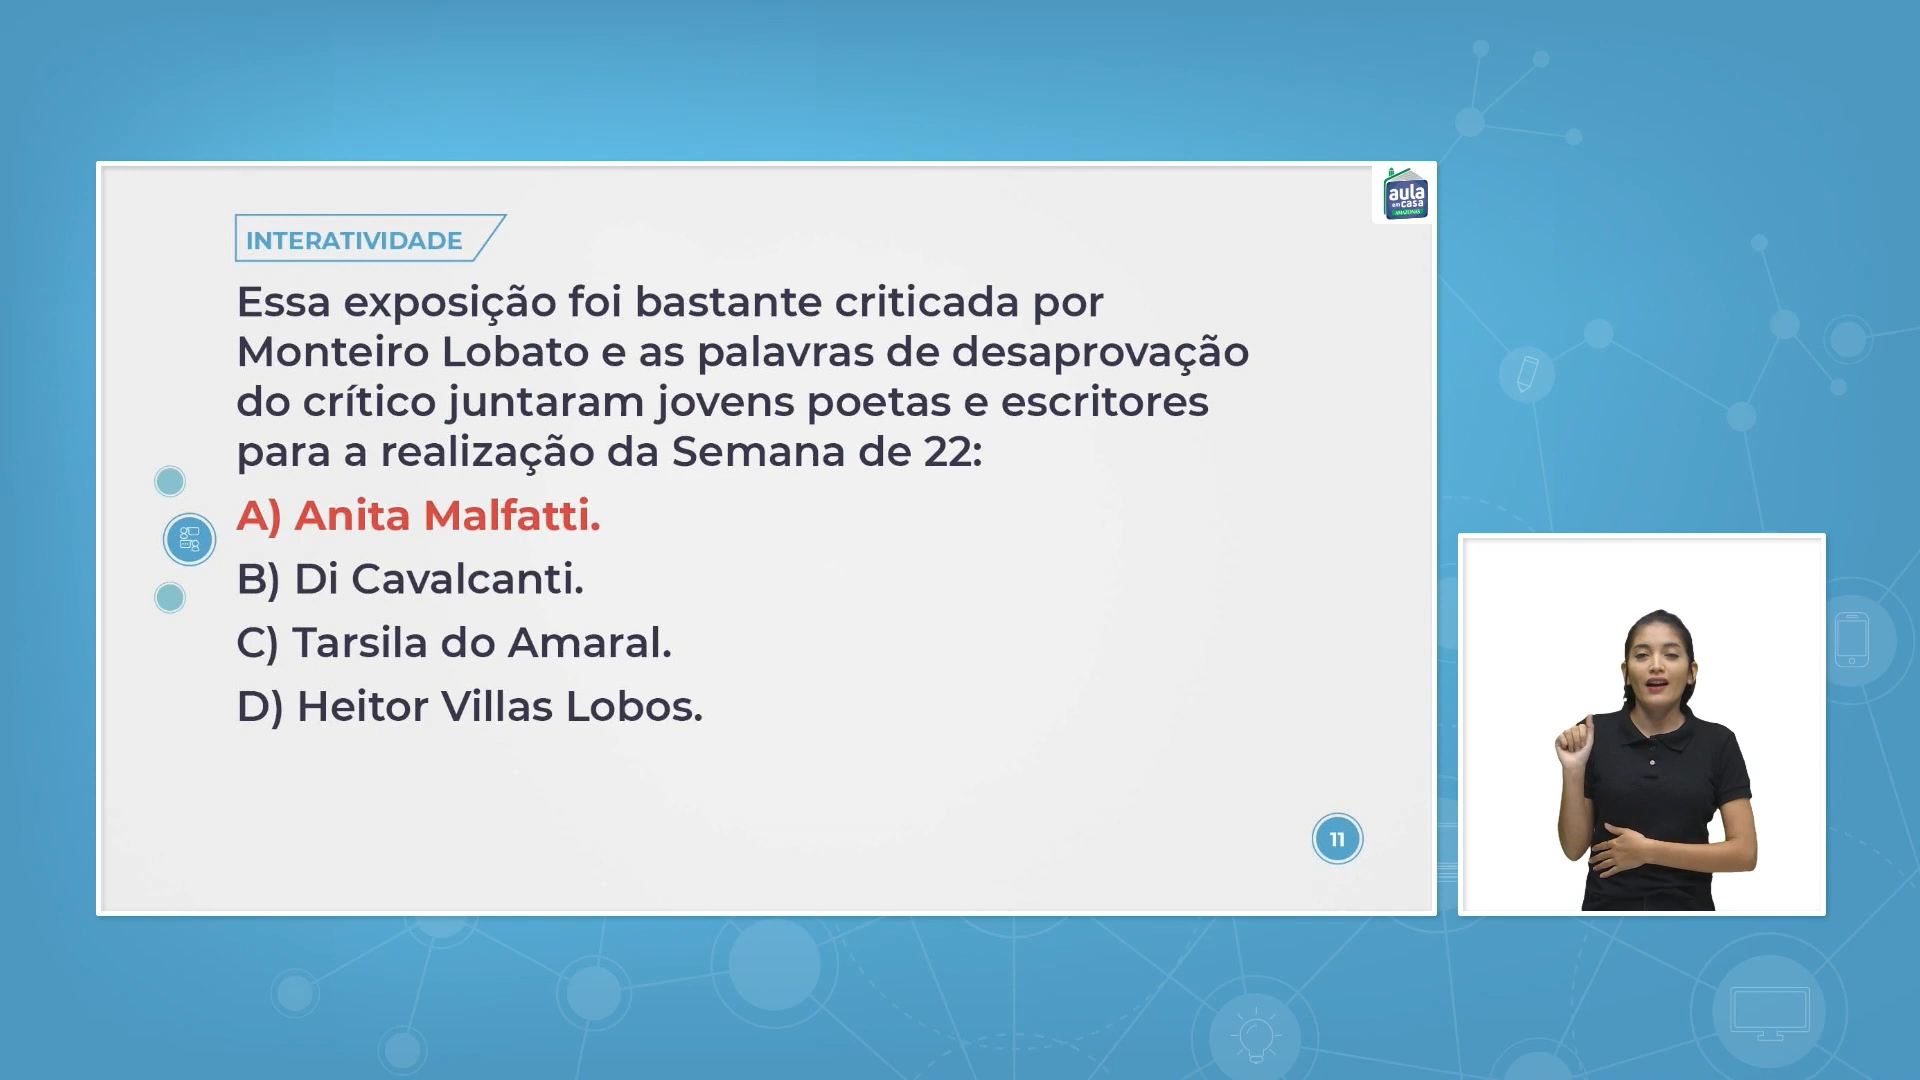 aula
em casa
AMAZONAS
INTERATIVIDADE
Essa exposição foi bastante criticada por
Monteiro Lobato e as palavras de desaprovação
do crítico juntaram jovens poetas e escritores
para a realização da Semana de 22:
A) Anita Malfatti.
B) Di Cavalcanti.
C) Tarsila do Amaral.
D) Heitor Villas Lobos.
11